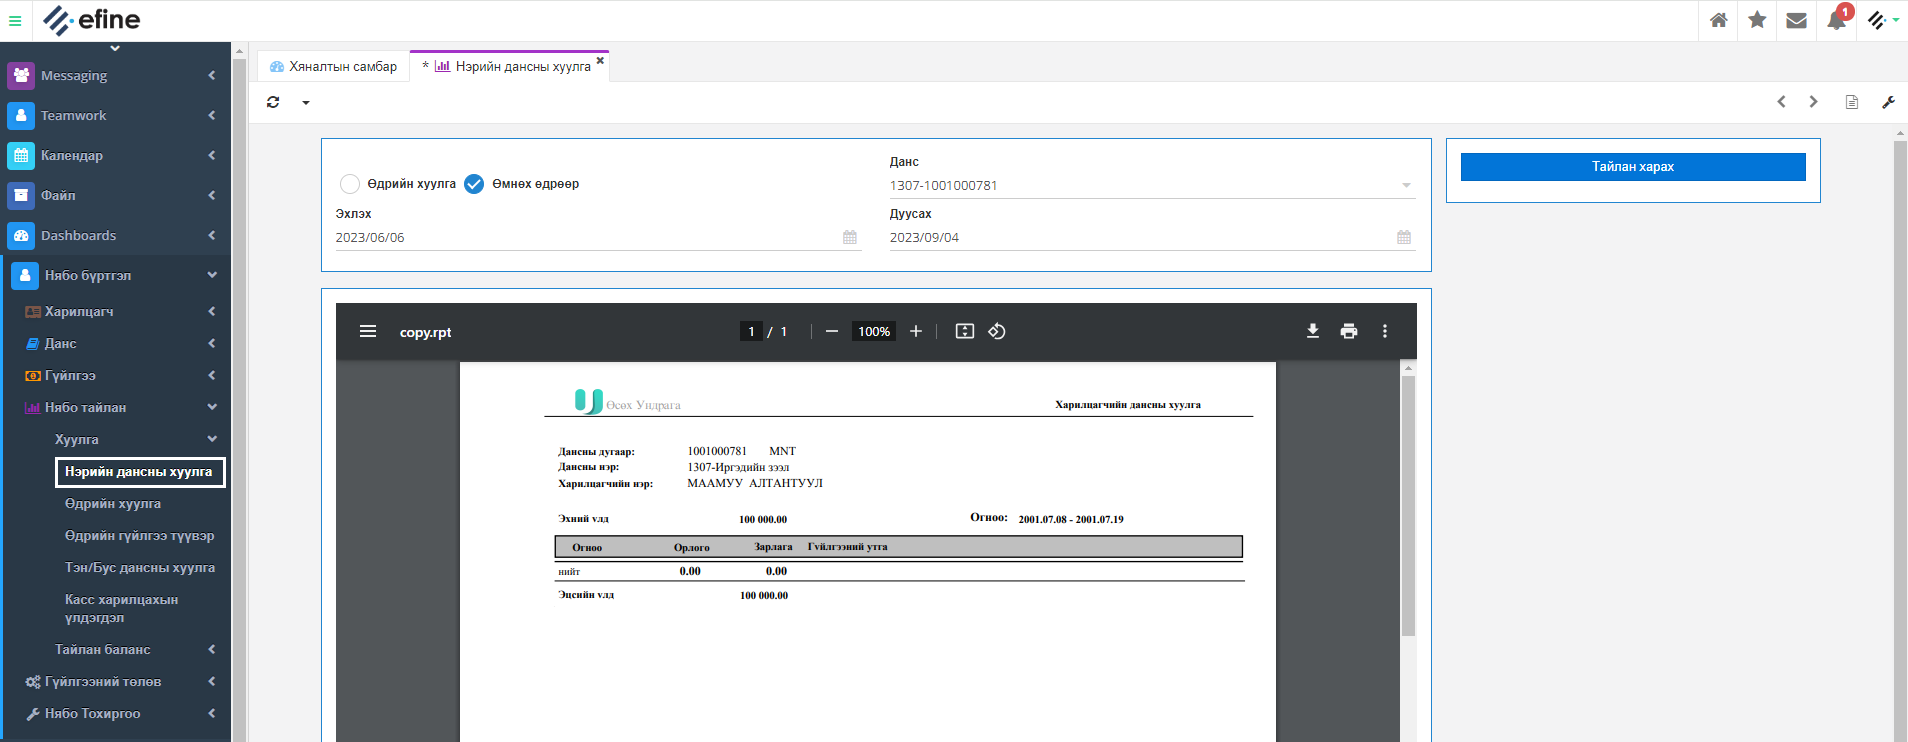 efine
1
Messaging
Teamwork
Календар
Файл
Dashboards
Нябо бүртгэл
Харилцагч
Данс
Гүйлгээ
Нябо тайлан
Хуулга
Нэрийн дансны хуулга
Өдрийн хуулга
Өдрийн гүйлгээ түүвэр
Тэн/Бус дансны хуулга
Касс харилцахын
үлдэгдэл
Тайлан баланс
Гүйлгээний төлөв
Нябо Тохиргоо
Хяналтын самбар
* Нэрийн дансны хуулга
Өдрийн хуулга Өмнөх өдрөөр
Данс
1307-1001000781
Эхлэх
2023/06/06
Дуусах
2023/09/04
Тайлан харах
copy.rpt
1 / 1
100%
Өсөх Ундрага
Харилцагчийн дансны хуулга
Дансны дугаар: 1001000781 MNT
Дансны нэр: 1307-Иргэдийн зээл
Харилцагчийн нэр: МААМУУ АЛТАНТУУЛ
Эхний үлд 100 000.00 Огноо: 2001.07.08 - 2001.07.19
Огноо Орлого Зарлага Гүйлгээний утга
нийт 0.00 0.00
Эцсийн үлд 100 000.00